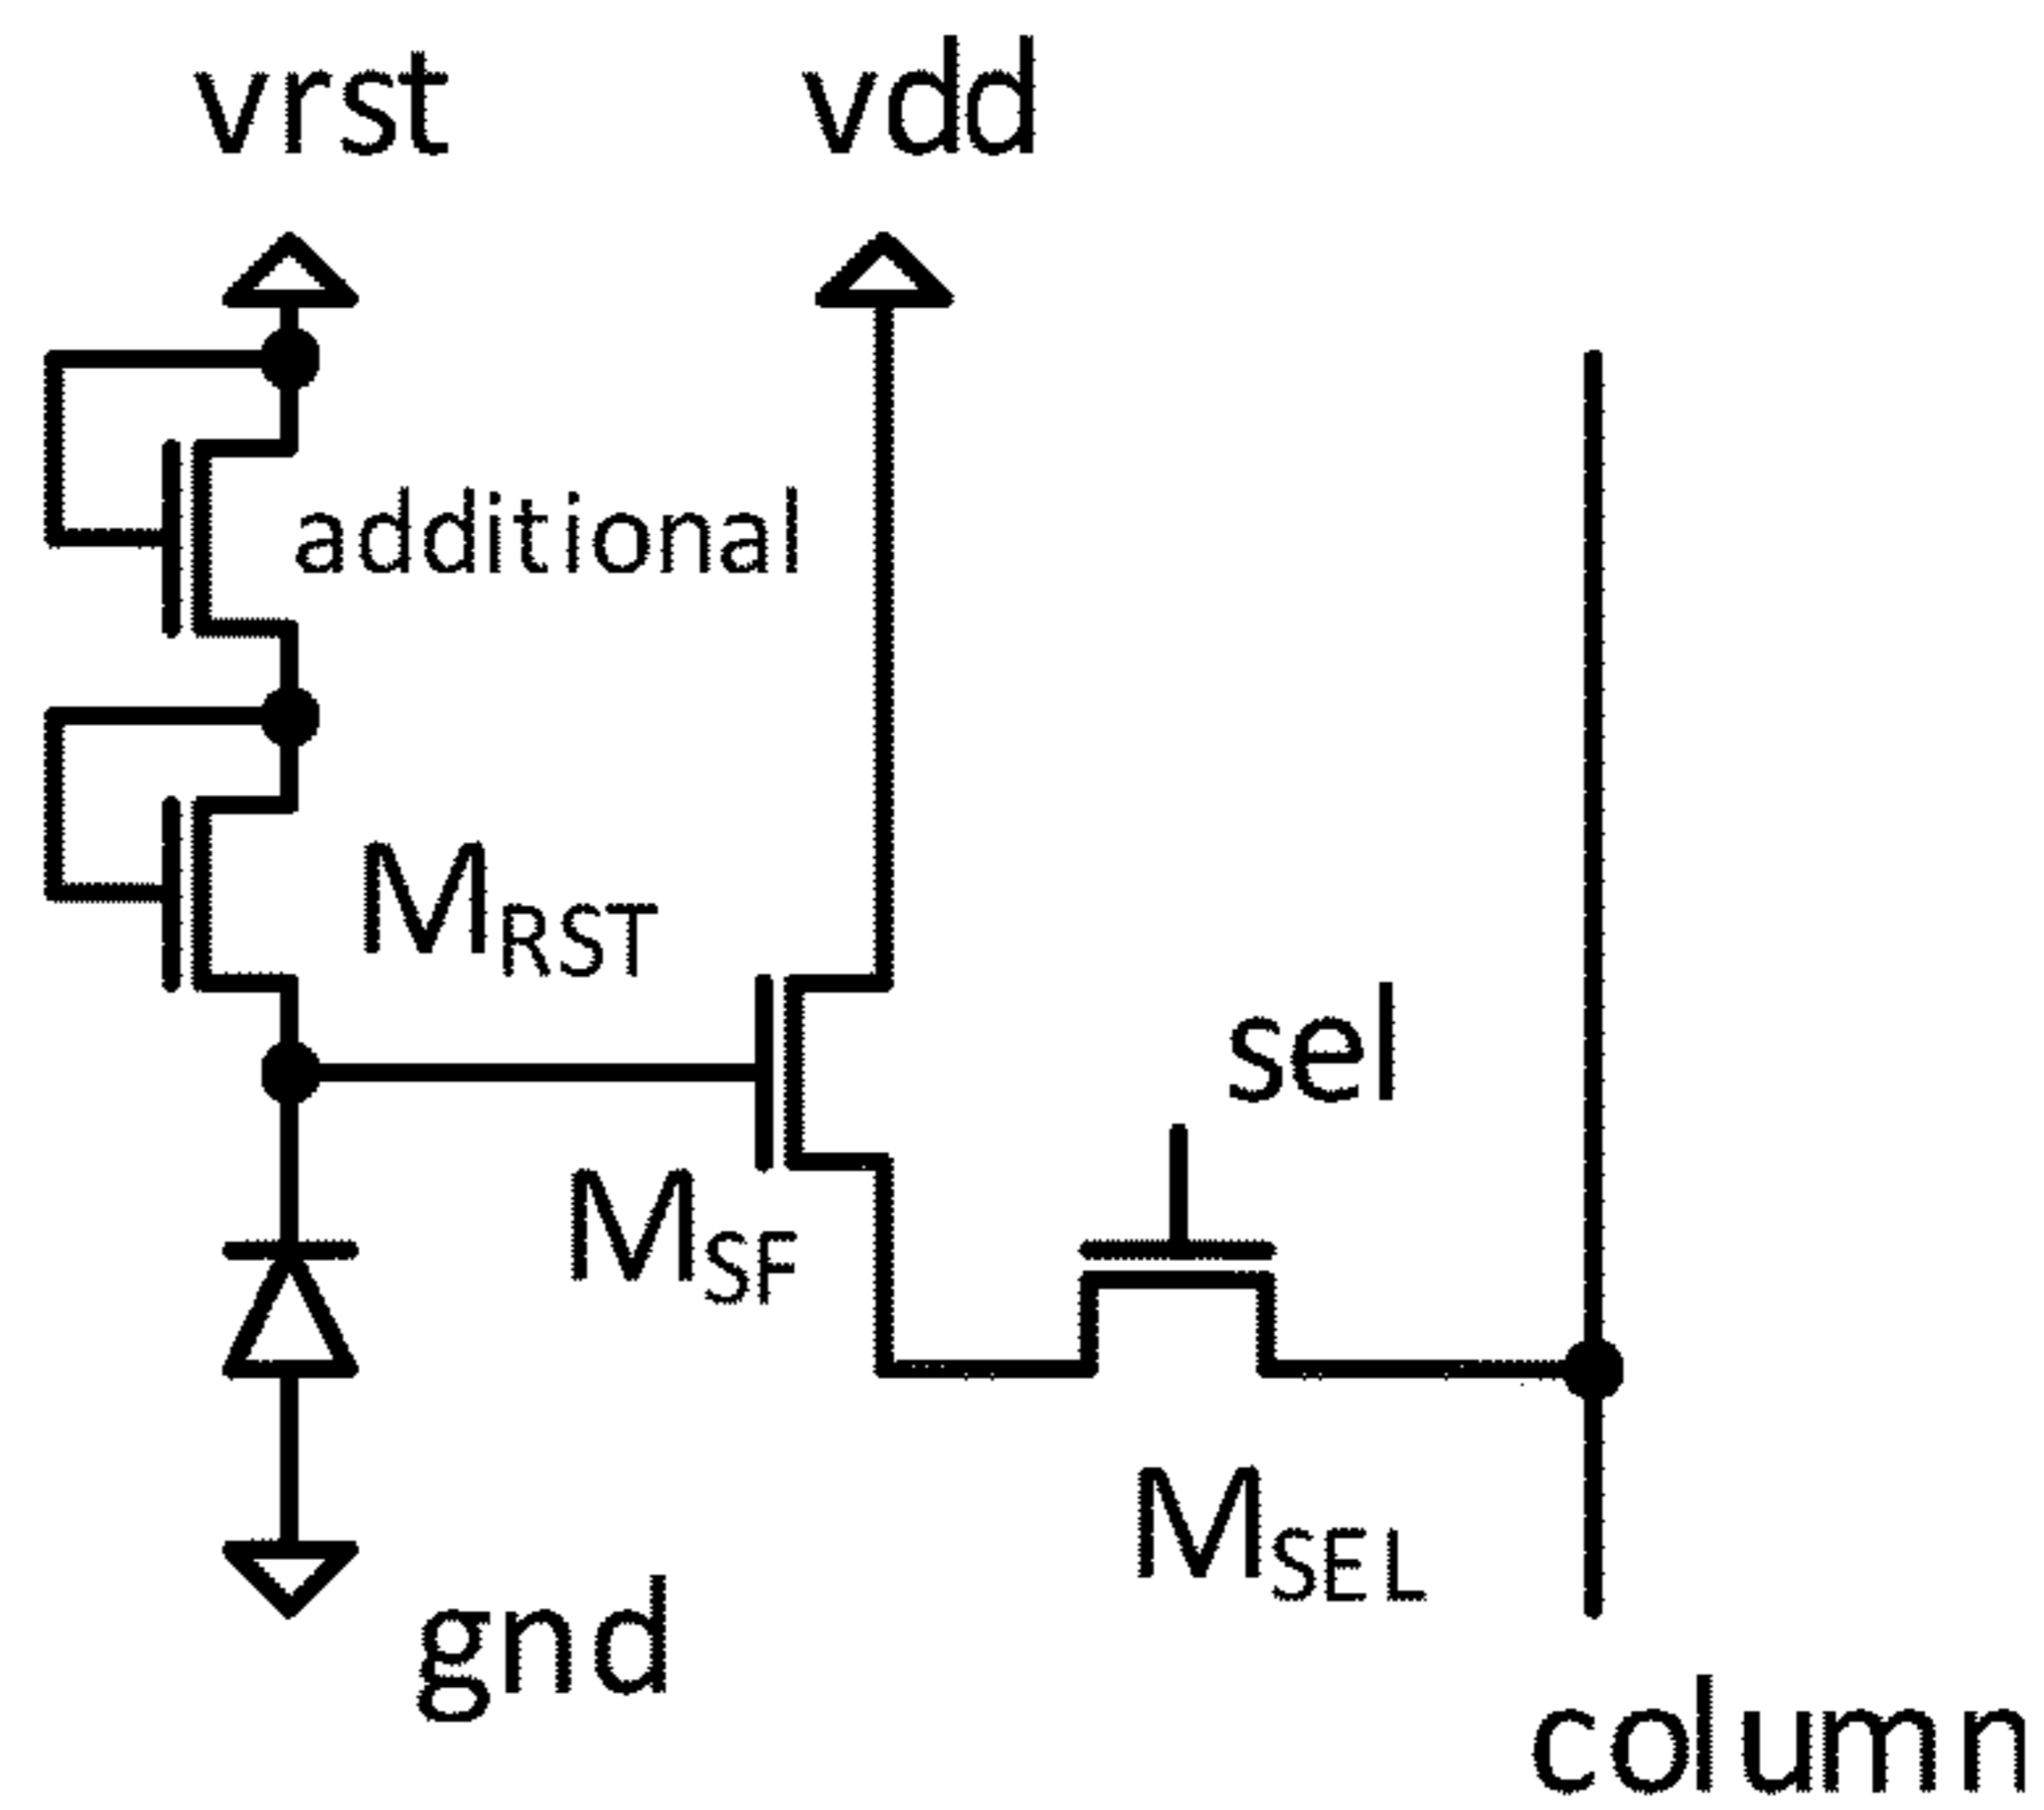 vrst
vdd
additional
MRST
sel
MSF
MSEL
gnd
column